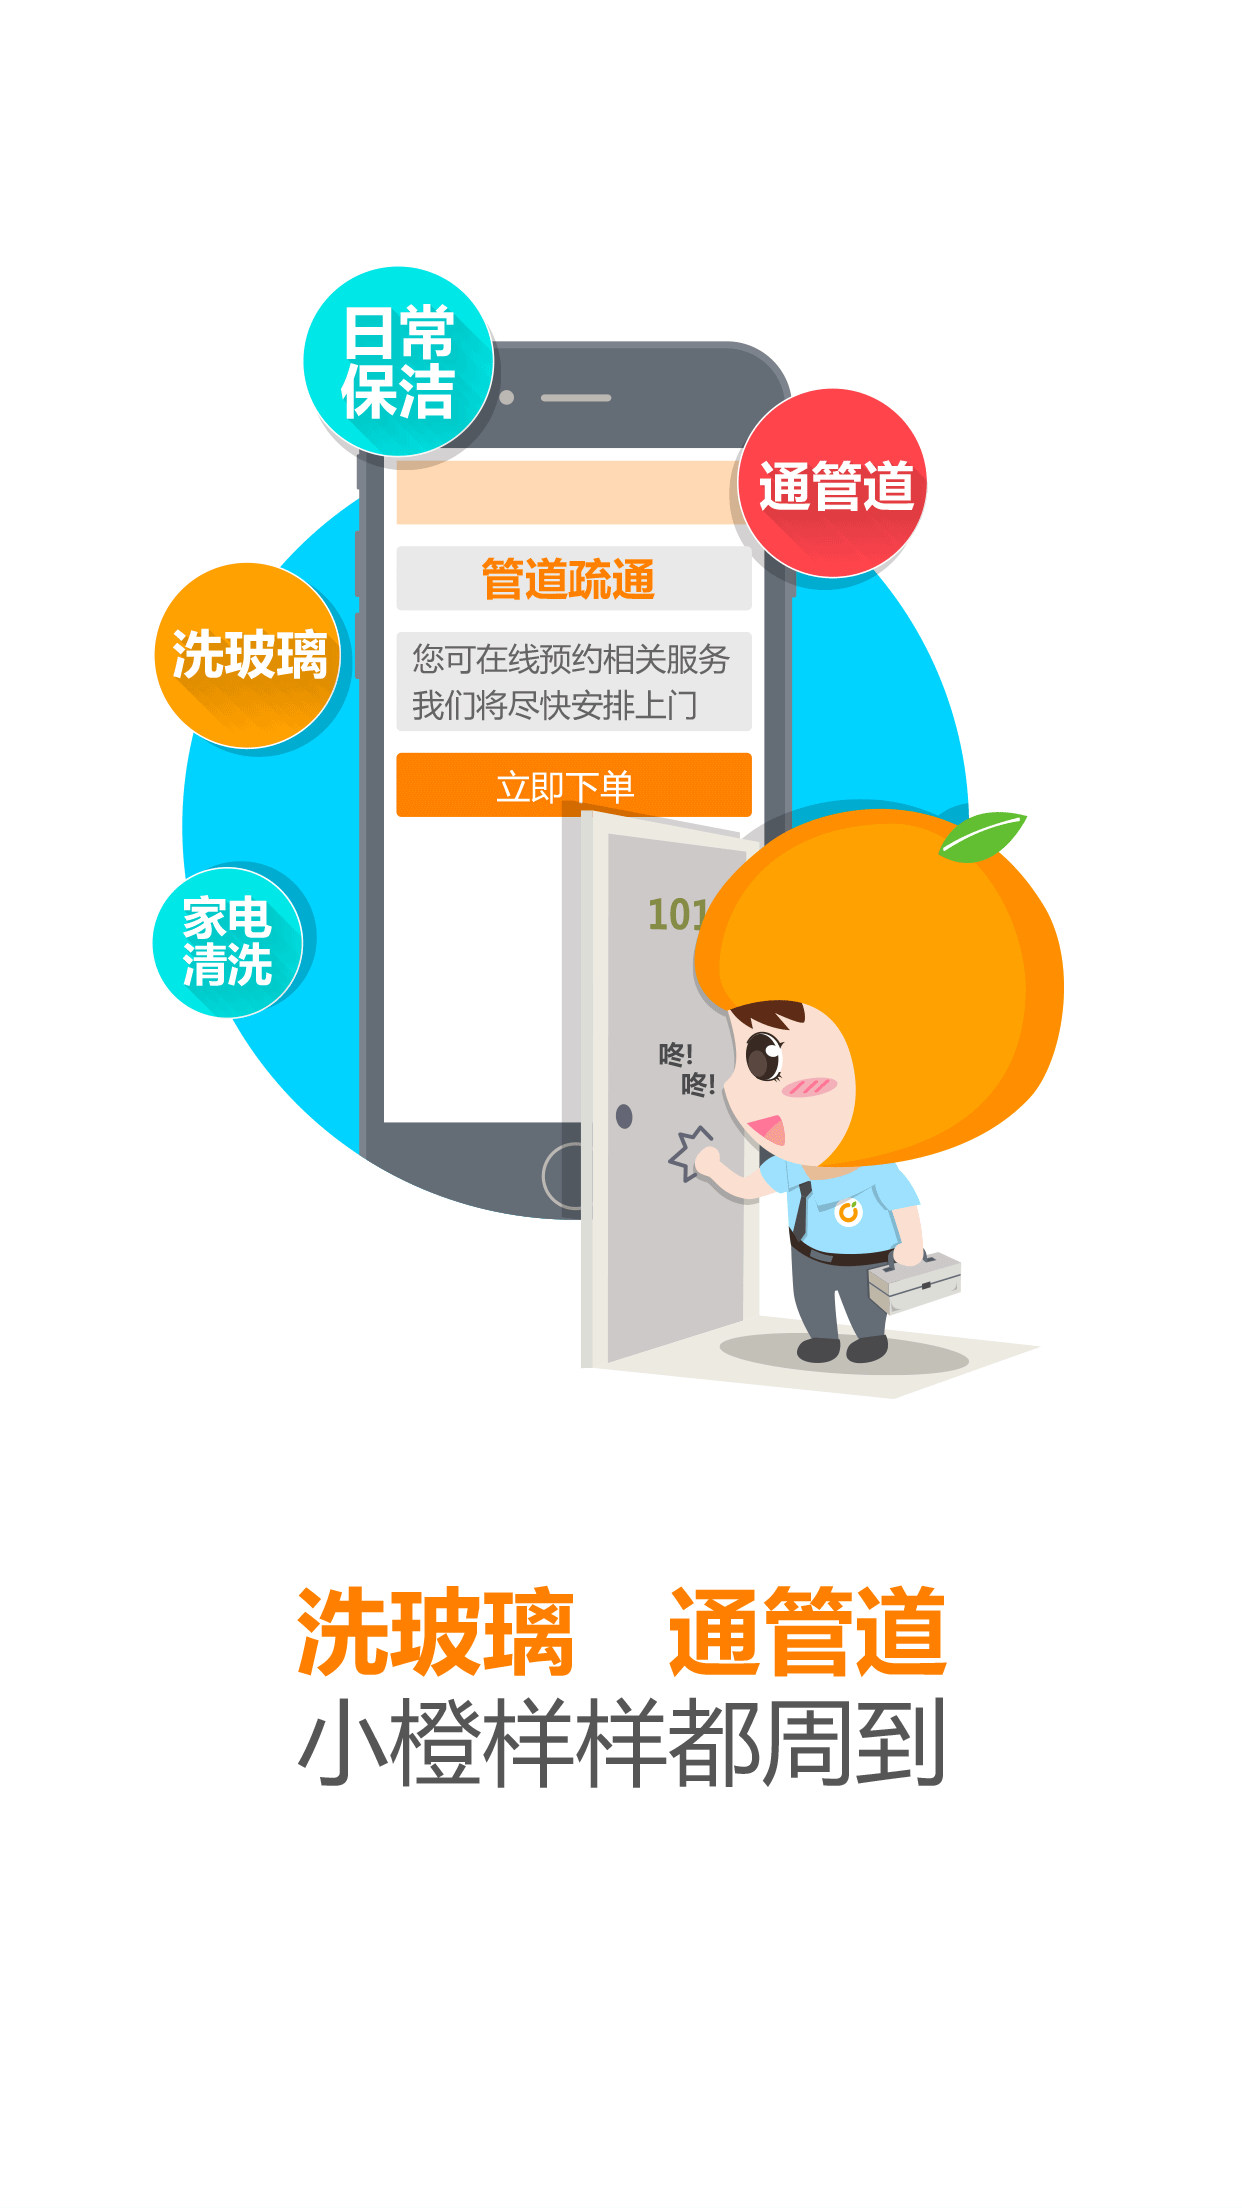 日常
保洁
通管道
管道疏通
洗玻璃
您可在线预约相关服务
我们将尽快安排上门
立即下单
家电
清洗
101
咚!
咚!
洗玻璃 通管道
小橙样样都周到